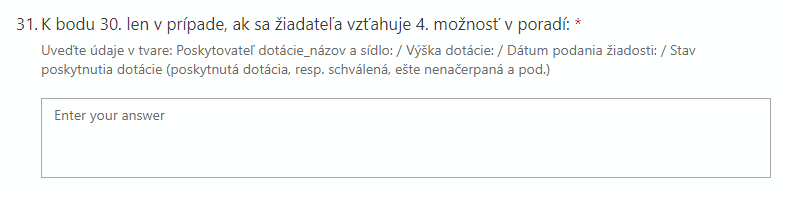 31. K bodu 30. len v prípade, ak sa žiadateľa vzťahuje 4. možnosť v poradí: *
Uveďte údaje v tvare: Poskytovateľ dotácie_názov a sídlo: / Výška dotácie: / Dátum podania žiadosti: / Stav
poskytnutia dotácie (poskytnutá dotácia, resp. schválená, ešte nenačerpaná a pod.)
Enter your answer